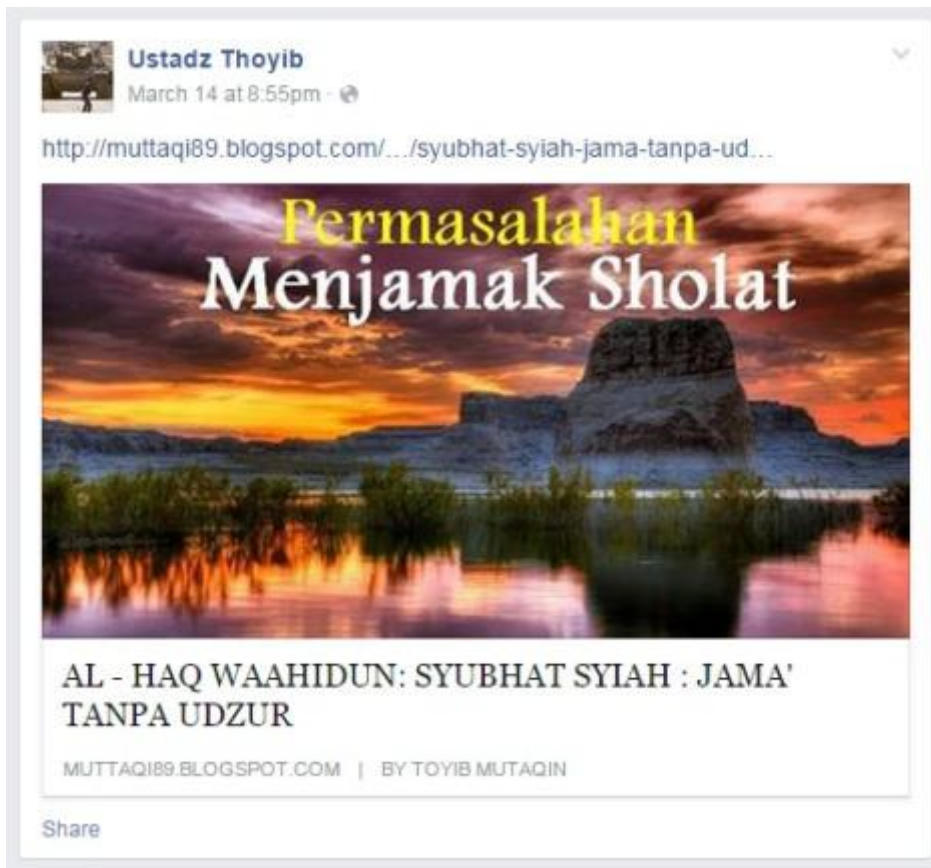 Ustadz Thoyib
March 14 at 8:55pm ·
http://muttaqi89.blogspot.com/.../syubhat-syiah-jama-tanpa-ud...
Permasalahan
Menjamak Sholat
AL - HAQ WAAHIDUN: SYUBHAT SYIAH : JAMA'
TANPA UDZUR
MUTTAQI89.BLOGSPOT.COM | BY TOYIB MUTAQIN
Share